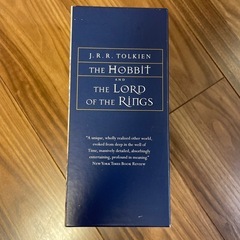 J. R. R. TOLKIEN
THE HOBBIT
AND
THE LORD
OF THE RINGS
"A unique, wholly realized other world,
evoked from deep in the well of
Time, massively detailed, absorbingly
entertaining, profound in meaning."
NEW YORK TIMES BOOK REVIEW